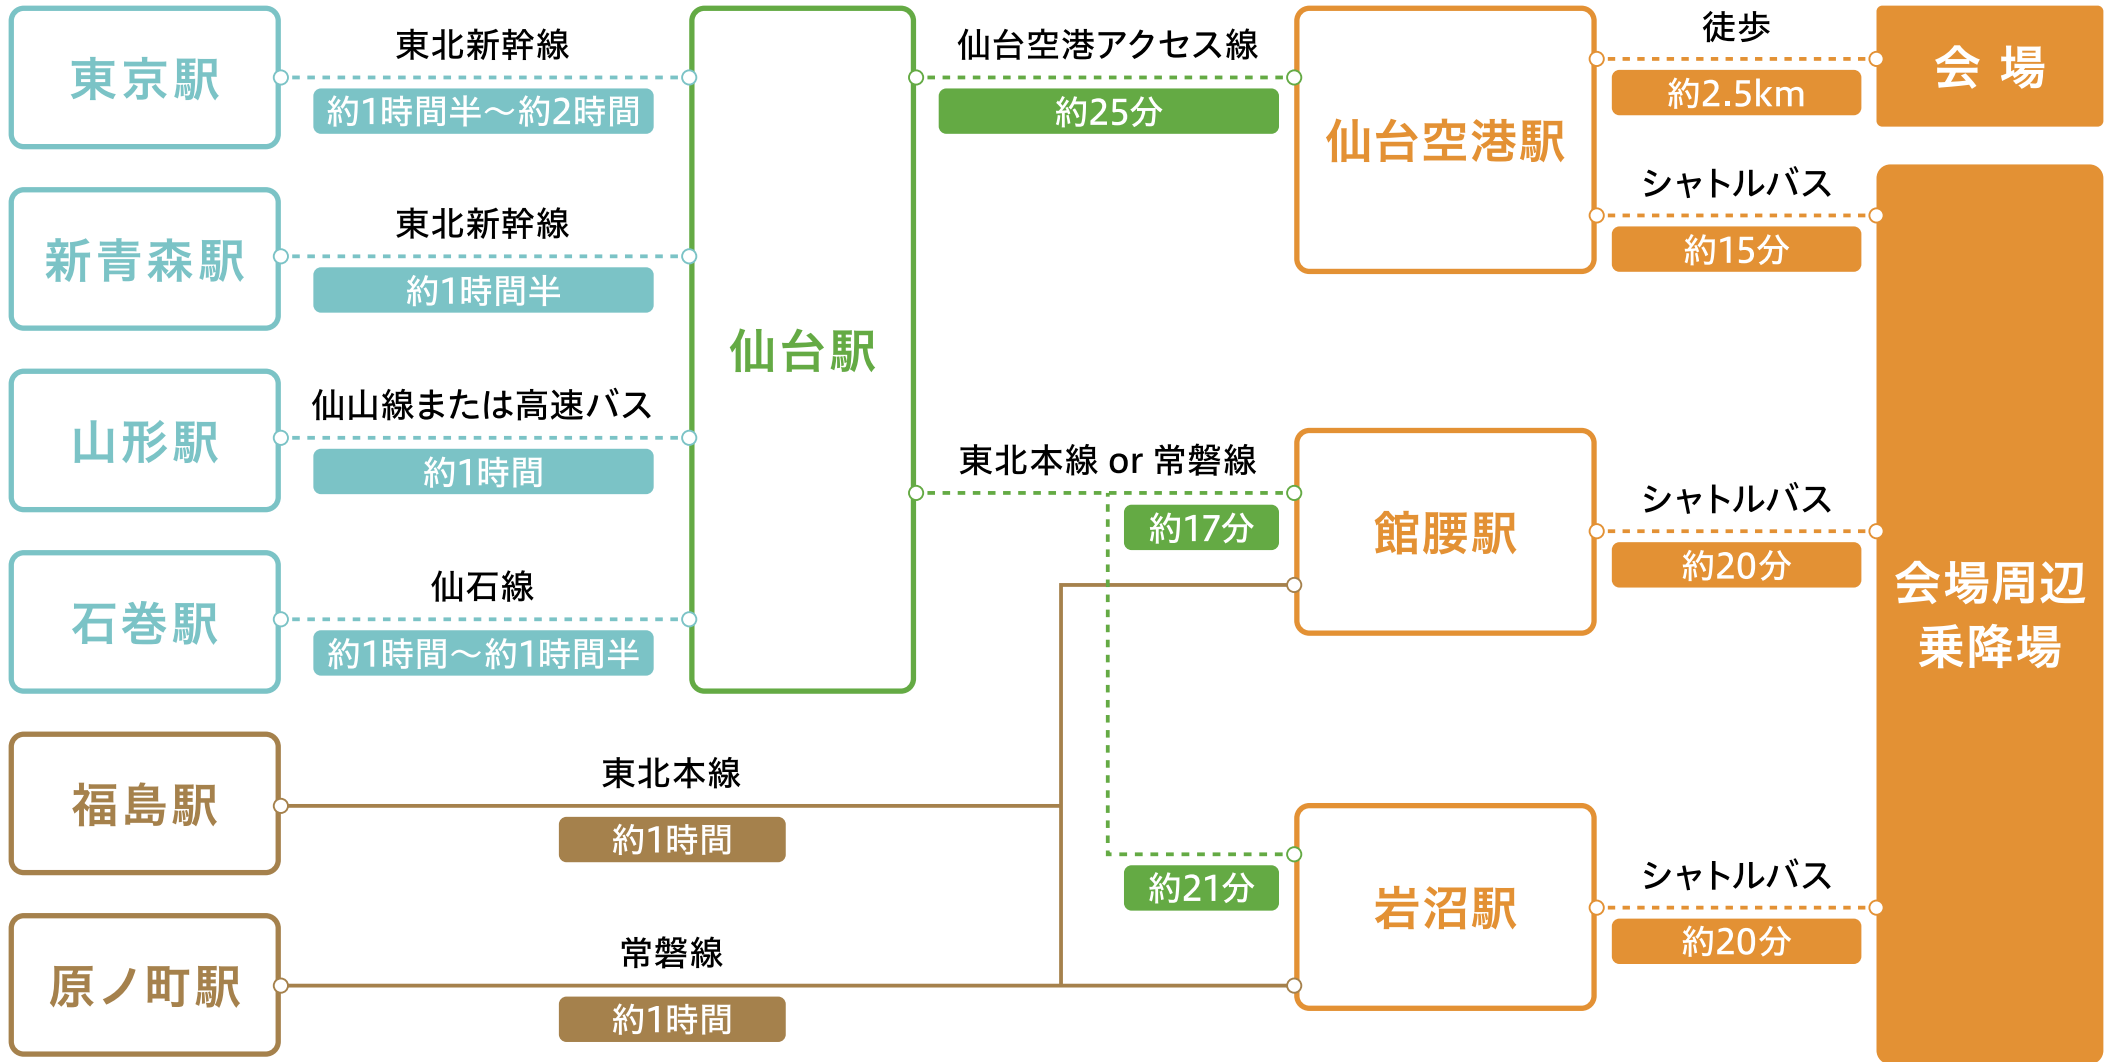 東京駅
東北新幹線
約1時間半～約2時間
新青森駅
東北新幹線
約1時間半
山形駅
仙山線または高速バス
約1時間
石巻駅
仙石線
約1時間～約1時間半
仙台駅
仙台空港アクセス線
約25分
仙台空港駅
徒歩
約2.5km
会 場
シャトルバス
約15分
東北本線 or 常磐線
約17分
館腰駅
シャトルバス
約20分
会場周辺
乗降場
福島駅
東北本線
約1時間
約21分
岩沼駅
シャトルバス
約20分
原ノ町駅
常磐線
約1時間